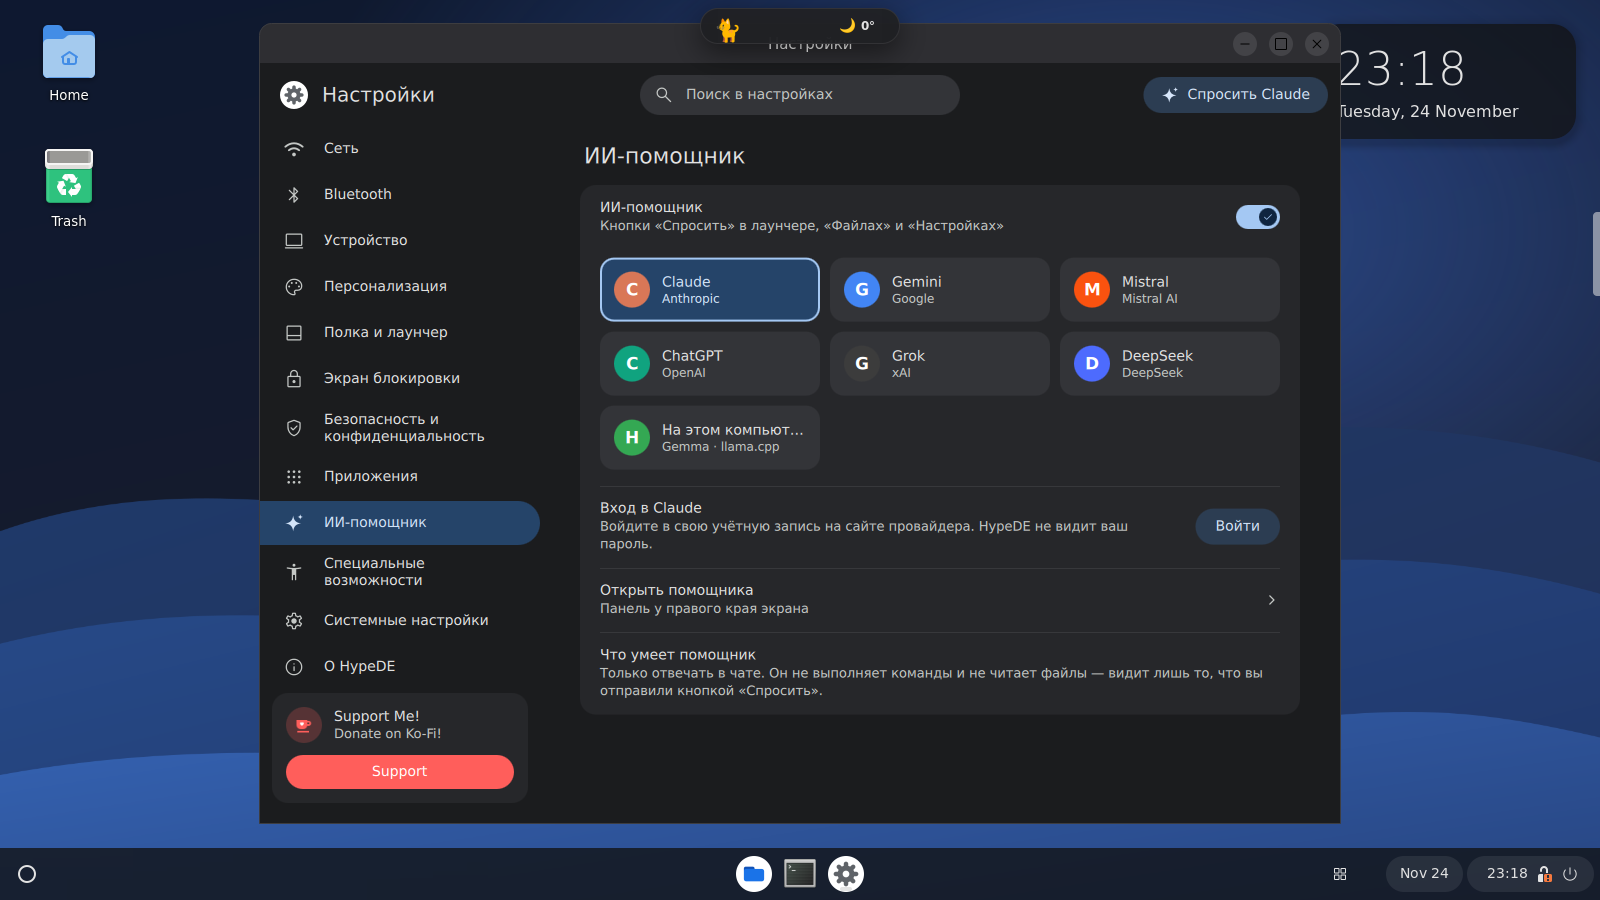 Home
Trash
0°
Настройки
23:18
Tuesday, 24 November
Настройки
Поиск в настройках
Спросить Claude
Сеть
Bluetooth
Устройство
Персонализация
Полка и лаунчер
Экран блокировки
Безопасность и
конфиденциальность
Приложения
ИИ-помощник
Специальные
возможности
Системные настройки
О HypeDE
Support Me!
Donate on Ko-Fi!
Support
ИИ-помощник
ИИ-помощник
Кнопки «Спросить» в лаунчере, «Файлах» и «Настройках»
C
Claude
Anthropic
G
Gemini
Google
M
Mistral
Mistral AI
C
ChatGPT
OpenAI
G
Grok
xAI
D
DeepSeek
DeepSeek
Н
На этом компьют...
Gemma · llama.cpp
Вход в Claude
Войдите в свою учётную запись на сайте провайдера. HypeDE не видит ваш
пароль.
Войти
Открыть помощника
Панель у правого края экрана
Что умеет помощник
Только отвечать в чате. Он не выполняет команды и не читает файлы — видит лишь то, что вы
отправили кнопкой «Спросить».
Nov 24
23:18